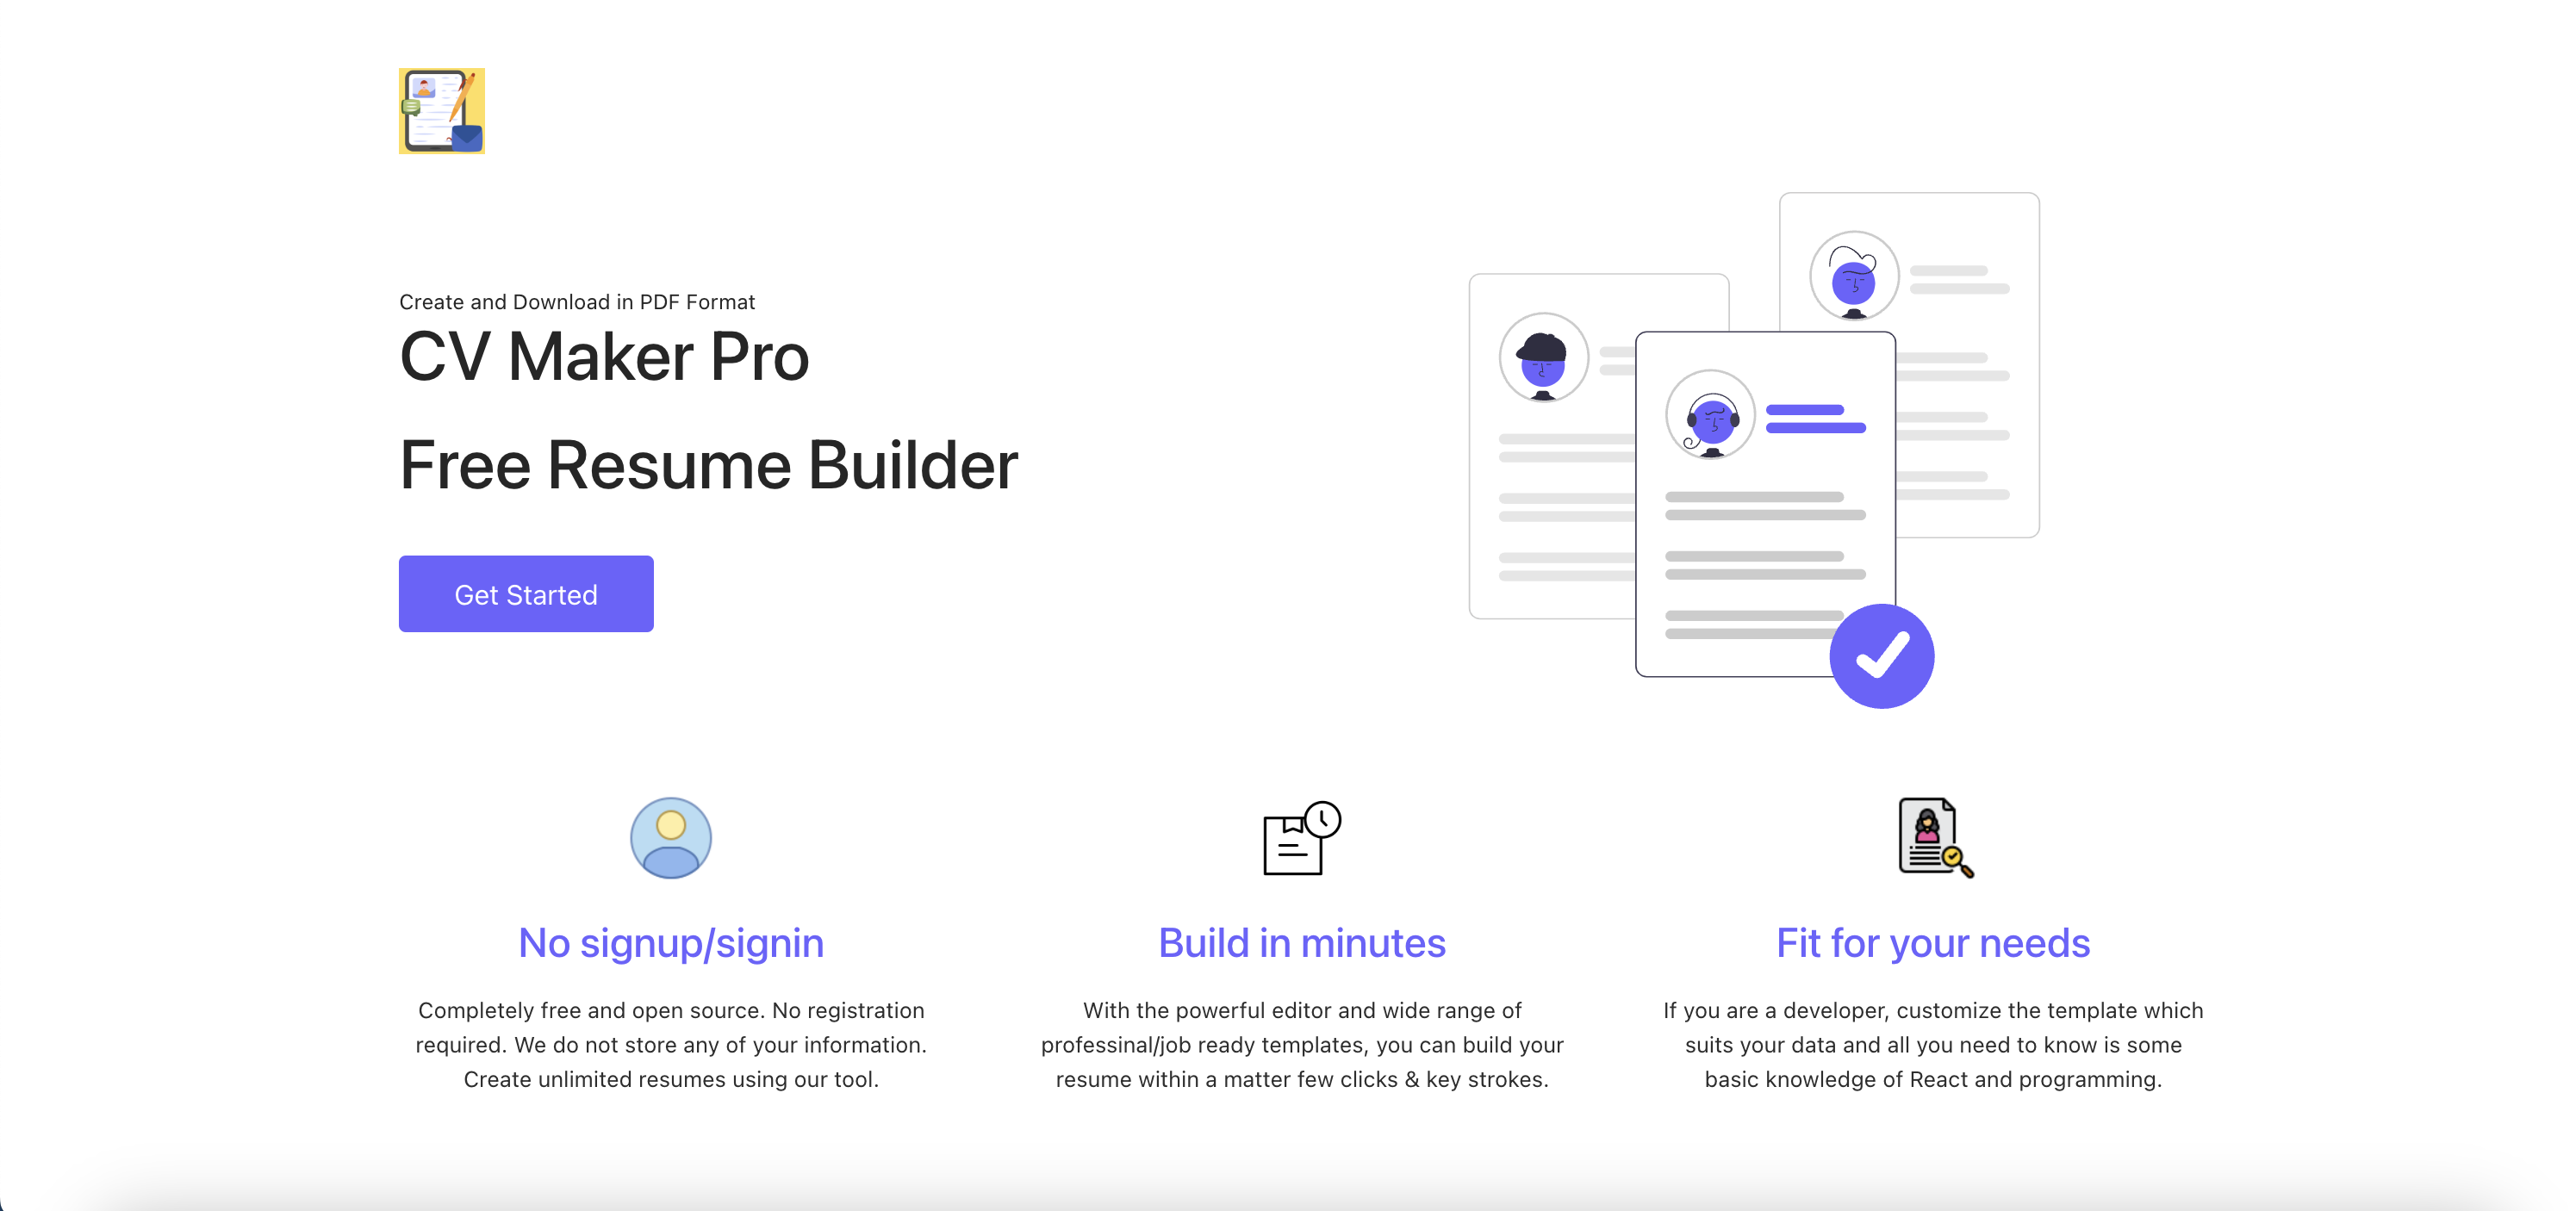 Create and Download in PDF Format
CV Maker Pro
Free Resume Builder
Get Started
No signup/signin
Completely free and open source. No registration
required. We do not store any of your information.
Create unlimited resumes using our tool.
Build in minutes
With the powerful editor and wide range of
professinal/job ready templates, you can build your
resume within a matter few clicks & key strokes.
Fit for your needs
If you are a developer, customize the template which
suits your data and all you need to know is some
basic knowledge of React and programming.